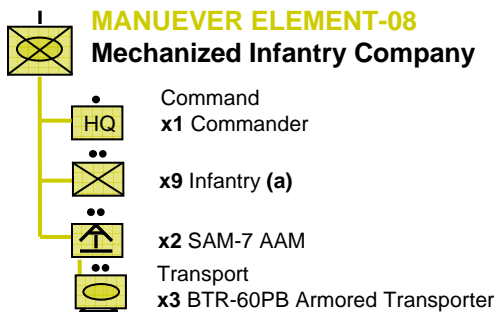 MANUEVER ELEMENT-08
Mechanized Infantry Company
Command
HQ
x1 Commander
x9 Infantry (a)
x2 SAM-7 AAM
Transport
x3 BTR-60PB Armored Transporter